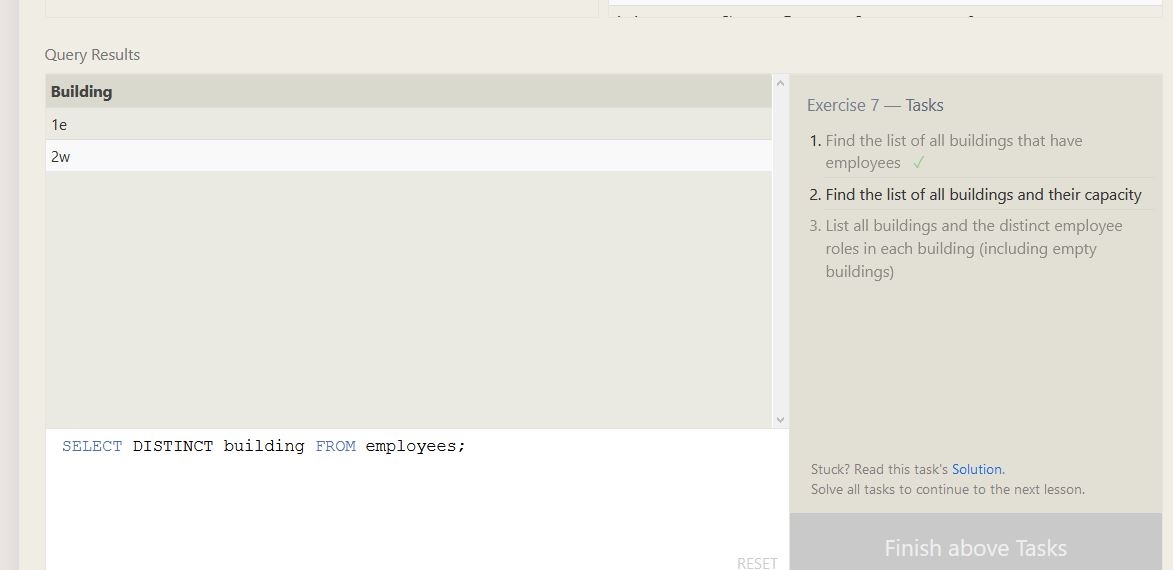 Query Results
Building
1e
2w
SELECT DISTINCT building FROM employees;
RESET
Exercise 7 — Tasks
1. Find the list of all buildings that have
employees ✓
2. Find the list of all buildings and their capacity
3. List all buildings and the distinct employee
roles in each building (including empty
buildings)
Stuck? Read this task's Solution.
Solve all tasks to continue to the next lesson.
Finish above Tasks